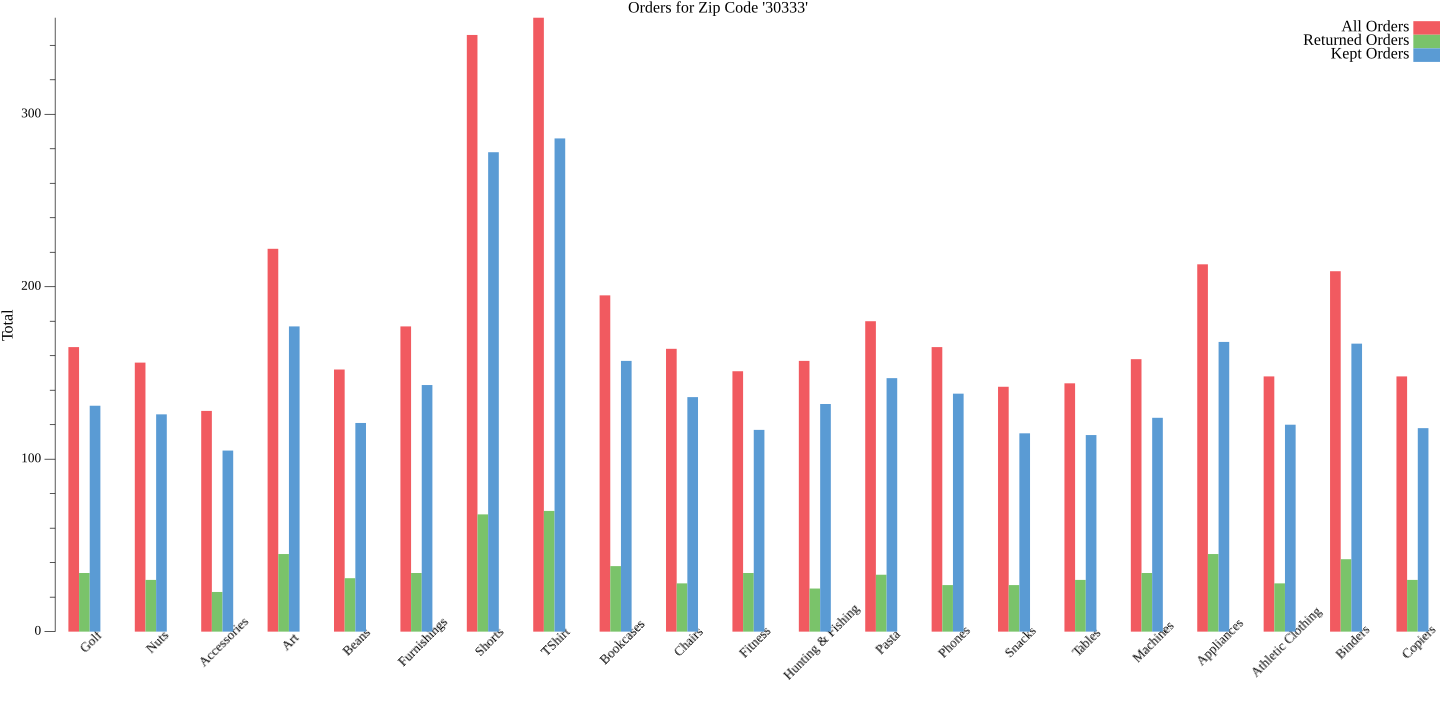 Orders for Zip Code '30333'
All Orders
Returned Orders
Kept Orders
Total
300
200
100
0
Golf
Nuts
Accessories
Art
Beans
Furnishings
Shorts
TShirt
Bookcases
Chairs
Fitness
Hunting & Fishing
Pasta
Phones
Snacks
Tables
Machines
Appliances
Athletic Clothing
Binders
Copiers